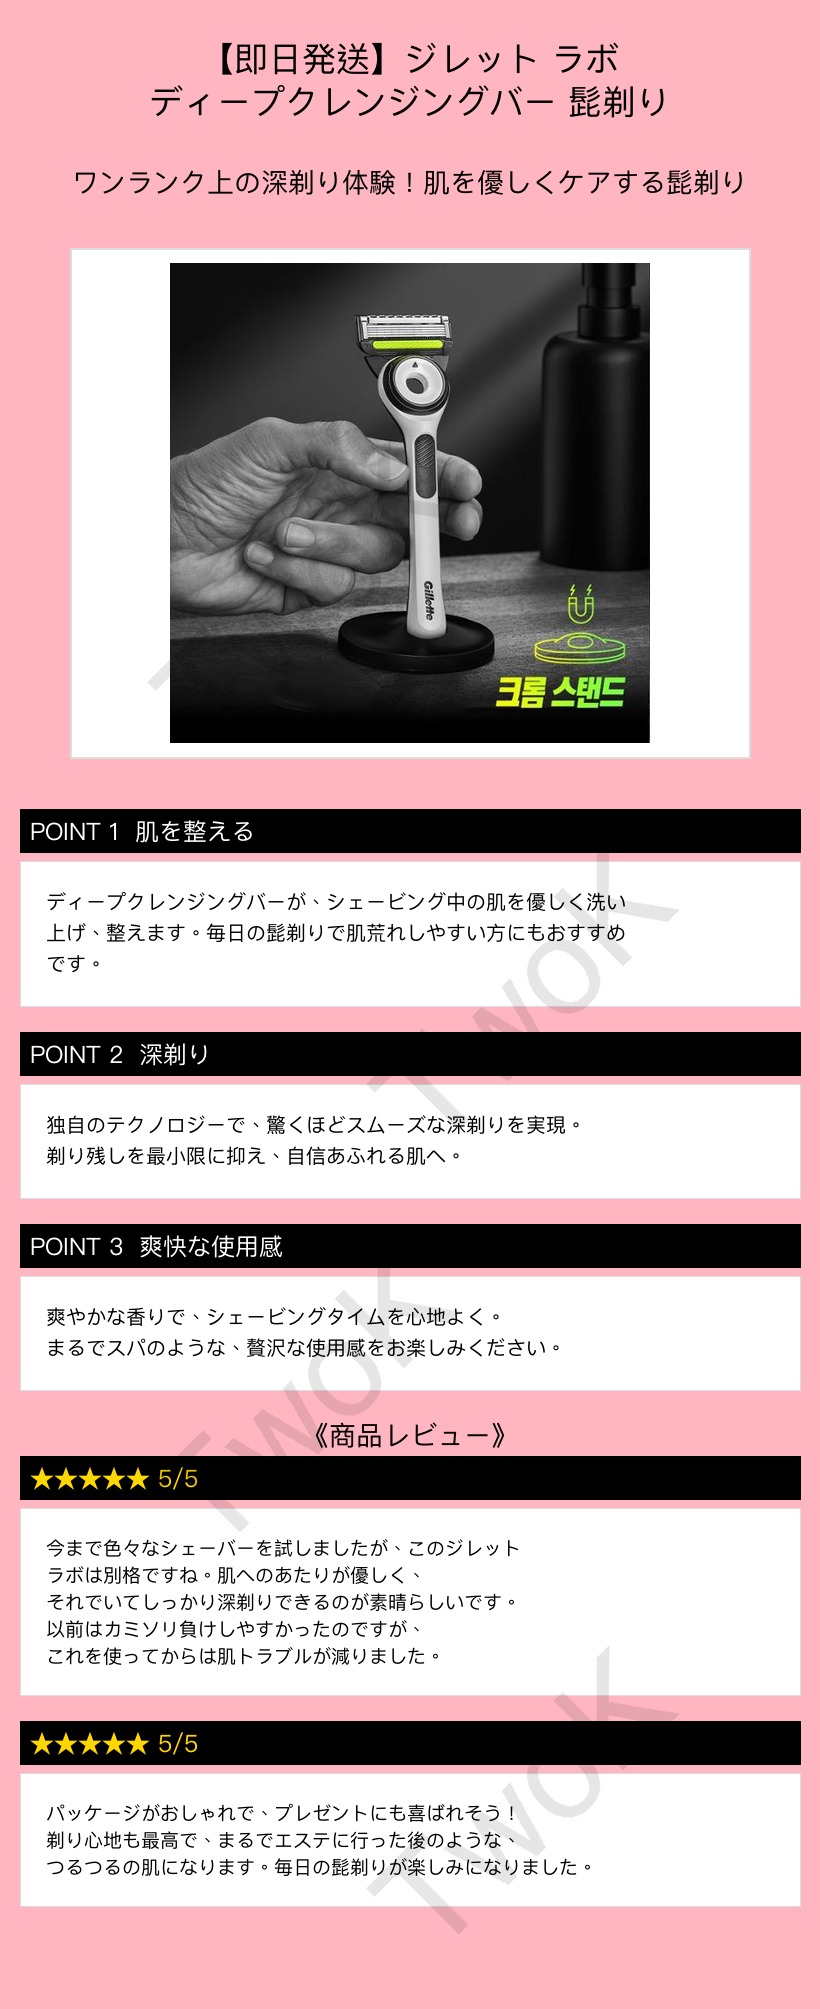 【即日発送】ジレット ラボ
ディープクレンジングバー 髭剃り
ワンランク上の深剃り体験！肌を優しくケアする髭剃り
Gillette
크롬 스탠드
POINT 1 肌を整える
ディープクレンジングバーが、シェービング中の肌を優しく洗い
上げ、整えます。毎日の髭剃りで肌荒れしやすい方にもおすすめ
です。
POINT 2 深剃り
独自のテクノロジーで、驚くほどスムーズな深剃りを実現。
剃り残しを最小限に抑え、自信あふれる肌へ。
POINT 3 爽快な使用感
爽やかな香りで、シェービングタイムを心地よく。
まるでスパのような、贅沢な使用感をお楽しみください。
《商品レビュー》
★★★★★ 5/5
今まで色々なシェーバーを試しましたが、このジレット
ラボは別格ですね。肌へのあたりが優しく、
それでいてしっかり深剃りできるのが素晴らしいです。
以前はカミソリ負けしやすかったのですが、
これを使ってからは肌トラブルが減りました。
★★★★★ 5/5
パッケージがおしゃれで、プレゼントにも喜ばれそう！
剃り心地も最高で、まるでエステに行った後のような、
つるつるの肌になります。毎日の髭剃りが楽しみになりました。
TwoK
TwoK
TwoK